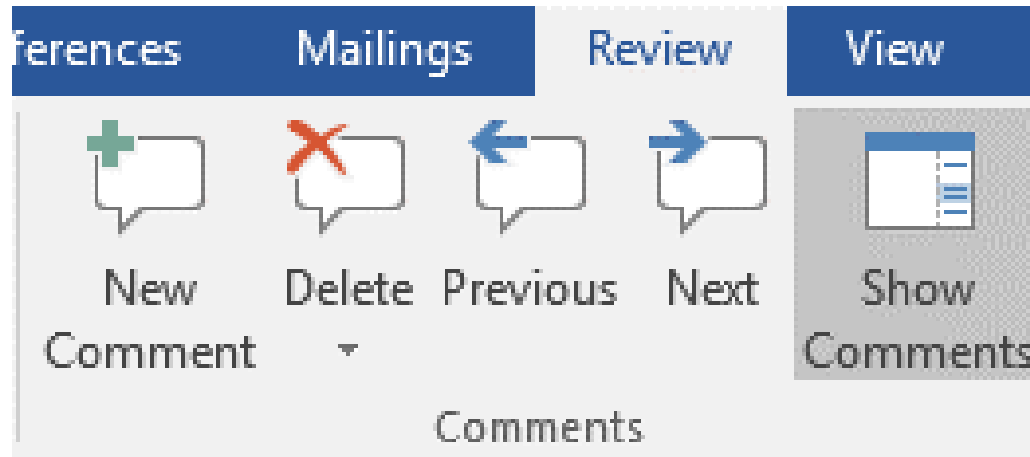 ferences Mailings Review View
New Comment Delete Previous Next Show Comments
Comments